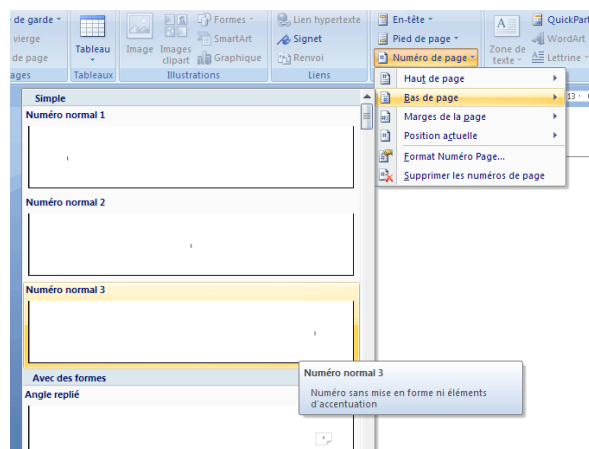 de garde
Formes
Lien hypertexte
En-tête
QuickPart
vierge
Tableau
Image
Images clipart
SmartArt
Signet
Pied de page
Zone de texte
WordArt
de page
Graphique
Renvoi
Numéro de page
Lettrine
ages
Tableaux
Illustrations
Liens
Haut de page
13
Simple
Bas de page
Numéro normal 1
Marges de la page
Position actuelle
Format Numéro Page...
Supprimer les numéros de page
Numéro normal 2
Numéro normal 3
Numéro normal 3
Numéro sans mise en forme ni éléments
d'accentuation
Avec des formes
Angle replié